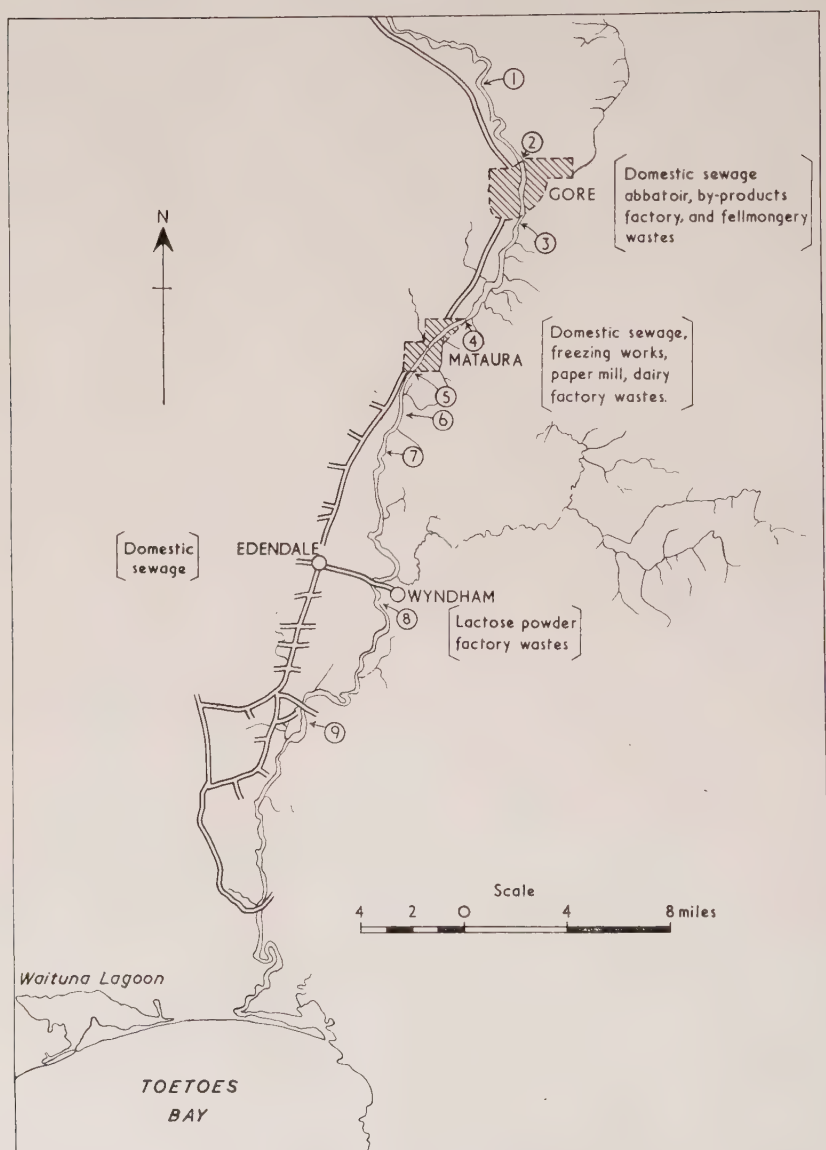 1
2
GORE
Domestic sewage
abbatoir, by-products
factory, and fellmongery
wastes
3
N
4
MATAURA
Domestic sewage,
freezing works,
paper mill, dairy
factory wastes.
5
6
7
Domestic
sewage
EDENDALE
WYNDHAM
8
Lactose powder
factory wastes
9
Scale
4 2 0 4 8 miles
Waituna Lagoon
TOETOES
BAY